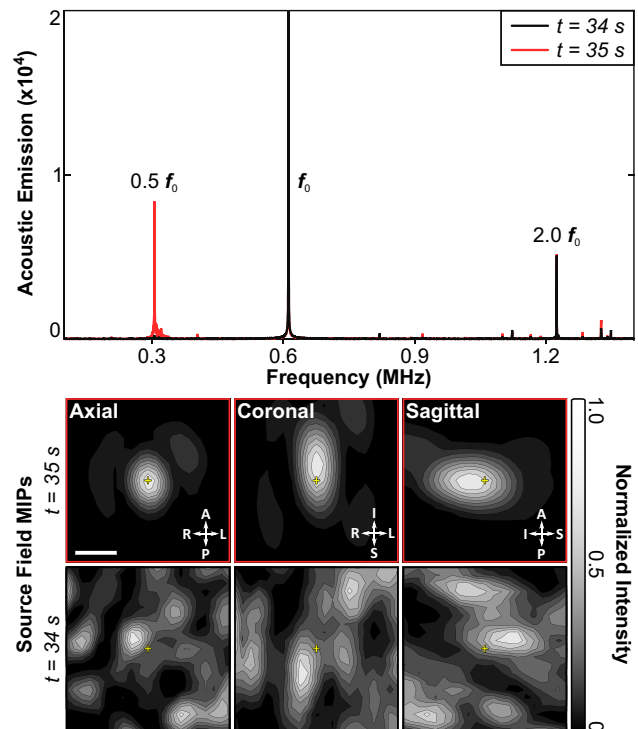 Acoustic Emission (x10⁴)
2
1
0
t = 34 s
t = 35 s
0.5 f₀
f₀
2.0 f₀
0.3
0.6
0.9
1.2
Frequency (MHz)
Source Field MIPs
t = 35 s
Axial
A
R L
P
Coronal
I
R L
S
Sagittal
A
I S
P
t = 34 s
1.0
0.5
0
Normalized Intensity